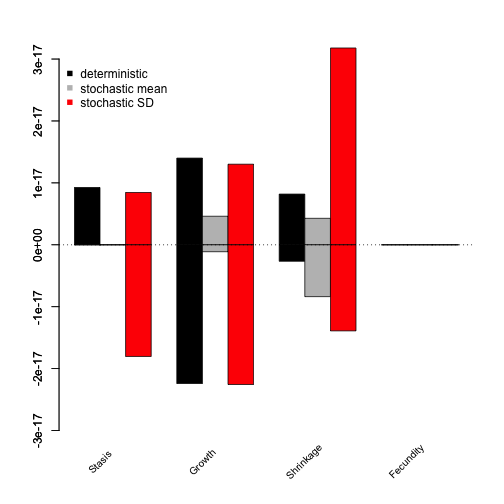 deterministic
stochastic mean
stochastic SD
3e-17
2e-17
1e-17
0e+00
-1e-17
-2e-17
-3e-17
Stasis
Growth
Shrinkage
Fecundity